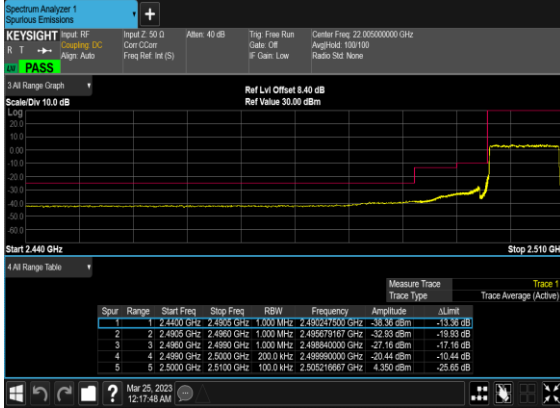 Spectrum Analyzer 1
Spurious Emissions
+
KEYSIGHT Input: RF Input Z: 50 Ω Atten: 40 dB Trig: Free Run Center Freq: 22.005000000 GHz
R T Coupling: DC Corr CCorr Gate: Off Avg|Hold: 100/100
Align: Auto Freq Ref: Int (S) IF Gain: Low Radio Std: None
PASS
3 All Range Graph
Ref Lvl Offset 8.40 dB
Scale/Div 10.0 dB Ref Value 30.00 dBm
Log
20.0
10.0
0.00
-10.0
-20.0
-30.0
-40.0
-50.0
-60.0
Start 2.440 GHz Stop 2.510 GH
4 All Range Table
Measure Trace Trace 1
Trace Type Trace Average (Active)
Spur Range Start Freq Stop Freq RBW Frequency Amplitude ΔLimit
1 1 2.4400 GHz 2.4905 GHz 1.000 MHz 2.490247500 GHz -38.36 dBm -13.36 dB
2 2 2.4905 GHz 2.4960 GHz 1.000 MHz 2.495679167 GHz -32.93 dBm -19.93 dB
3 3 2.4960 GHz 2.4990 GHz 1.000 MHz 2.498840000 GHz -27.16 dBm -17.16 dB
4 4 2.4990 GHz 2.5000 GHz 200.0 kHz 2.499990000 GHz -20.44 dBm -10.44 dB
5 5 2.5000 GHz 2.5100 GHz 100.0 kHz 2.505216667 GHz 4.350 dBm -25.65 dB
?
Mar 25, 2023
12:17:48 AM